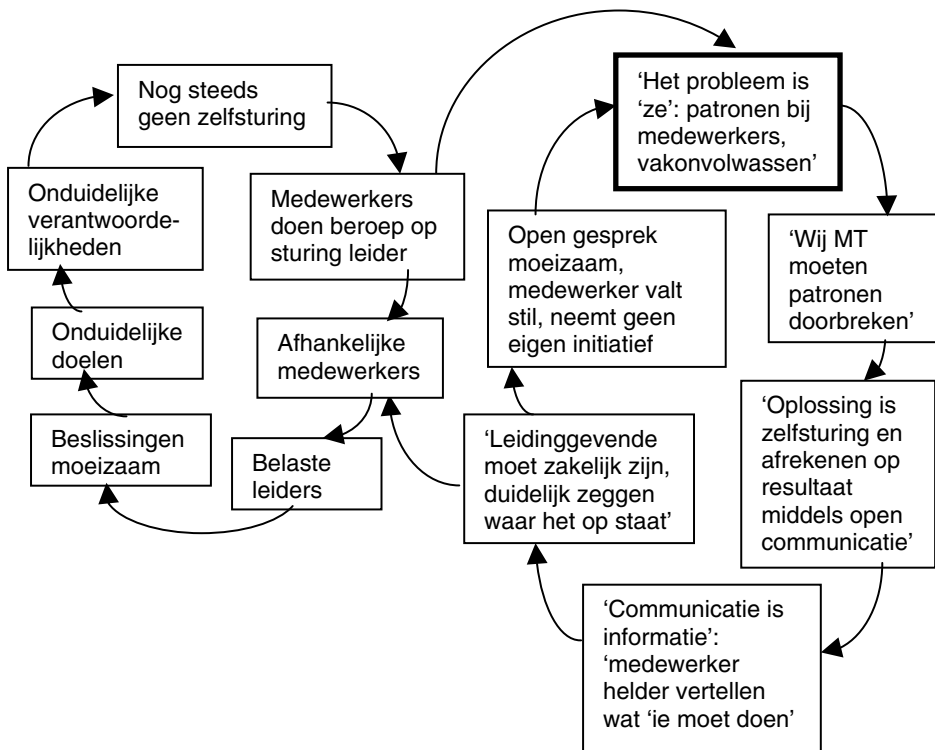 Nog steeds
geen zelfsturing
‘Het probleem is
‘ze’: patronen bij
medewerkers,
vakonvolwassen’
Onduidelijke
verantwoorde-
lijkheden
Medewerkers
doen beroep op
sturing leider
Open gesprek
moeizaam,
medewerker valt
stil, neemt geen
eigen initiatief
‘Wij MT
moeten
patronen
doorbreken’
Onduidelijke
doelen
Afhankelijke
medewerkers
‘Oplossing is
zelfsturing en
afrekenen op
resultaat
middels open
communicatie’
Beslissingen
moeizaam
Belaste
leiders
‘Leidinggevende
moet zakelijk zijn,
duidelijk zeggen
waar het op staat’
‘Communicatie is
informatie’:
‘medewerker
helder vertellen
wat ‘ie moet doen’